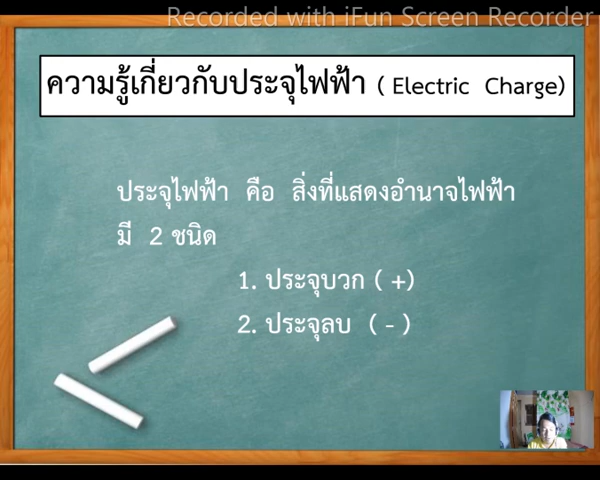 Recorded with iFun Screen Recorder
ความรู้เกี่ยวกับประจุไฟฟ้า ( Electric Charge)
ประจุไฟฟ้า คือ สิ่งที่แสดงอำนาจไฟฟ้า
มี 2 ชนิด
1. ประจุบวก ( +)
2. ประจุลบ ( - )